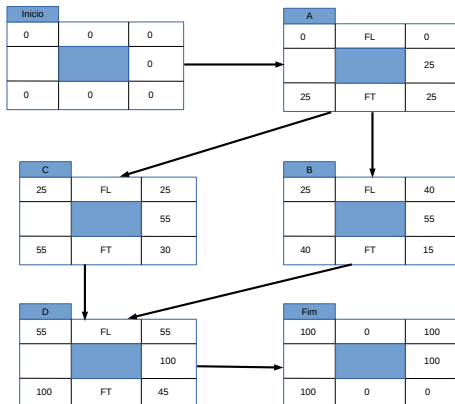 Inicio
0 0 0
0
0 0 0
A
0 FL 0
25
25 FT 25
C
25 FL 25
55
55 FT 30
B
25 FL 40
55
40 FT 15
D
55 FL 55
100
100 FT 45
Fim
100 0 100
100
100 0 0